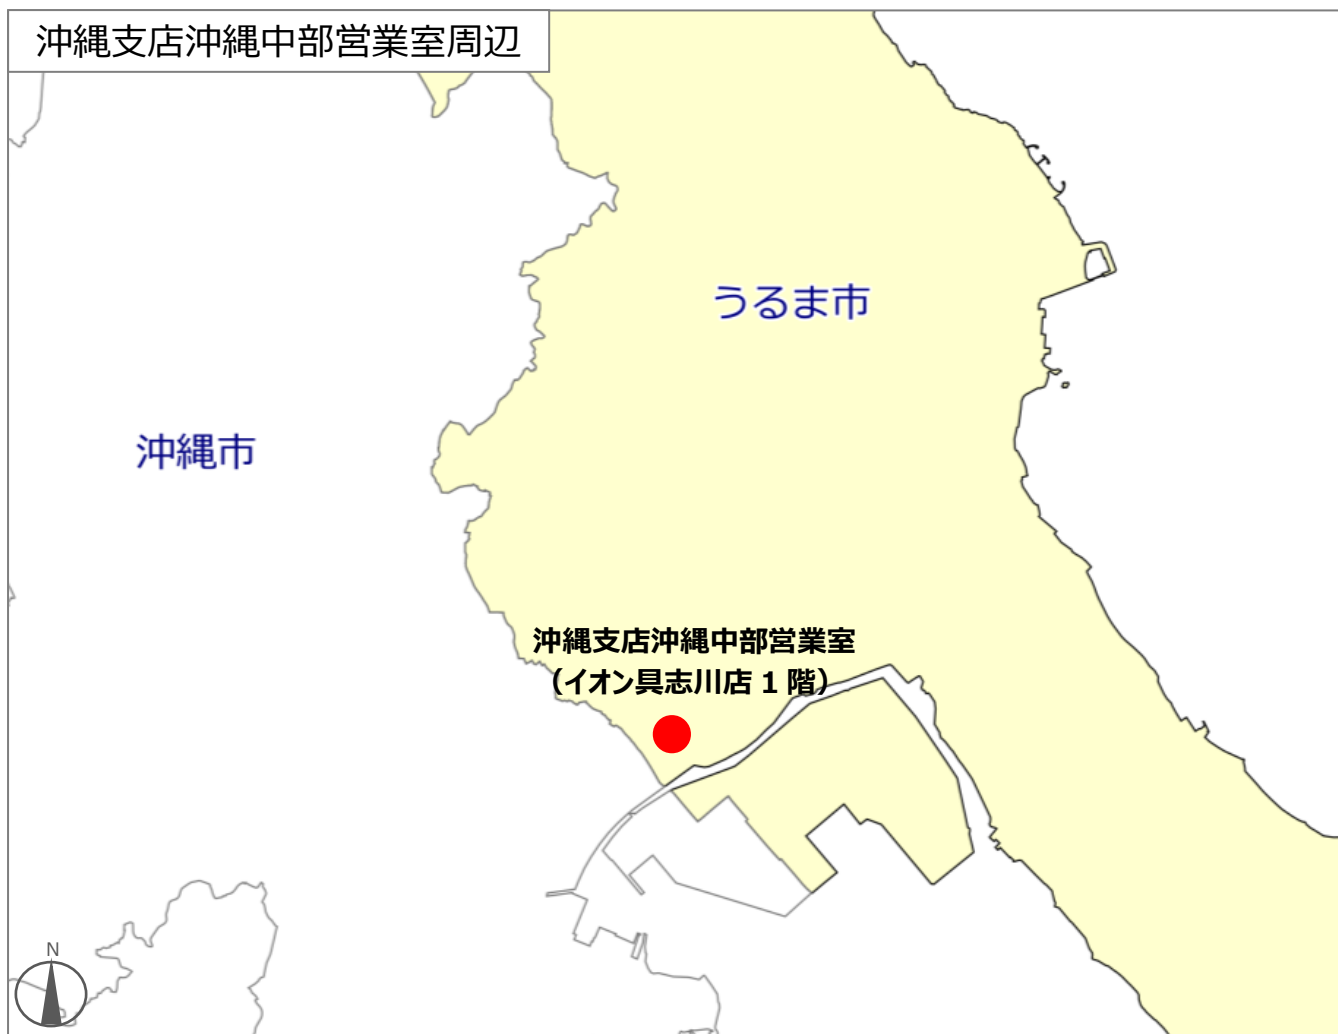 沖縄支店沖縄中部営業室周辺
うるま市
沖縄市
沖縄支店沖縄中部営業室
（イオン具志川店 1 階）
N